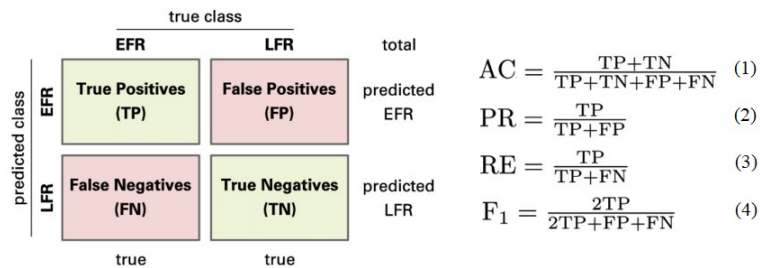 true class
EFR LFR total
predicted class
EFR
True Positives
(TP)
False Positives
(FP)
predicted
EFR
LFR
False Negatives
(FN)
True Negatives
(TN)
predicted
LFR
true true
AC = TP+TN / TP+TN+FP+FN (1)
PR = TP / TP+FP (2)
RE = TP / TP+FN (3)
F₁ = 2TP / 2TP+FP+FN (4)